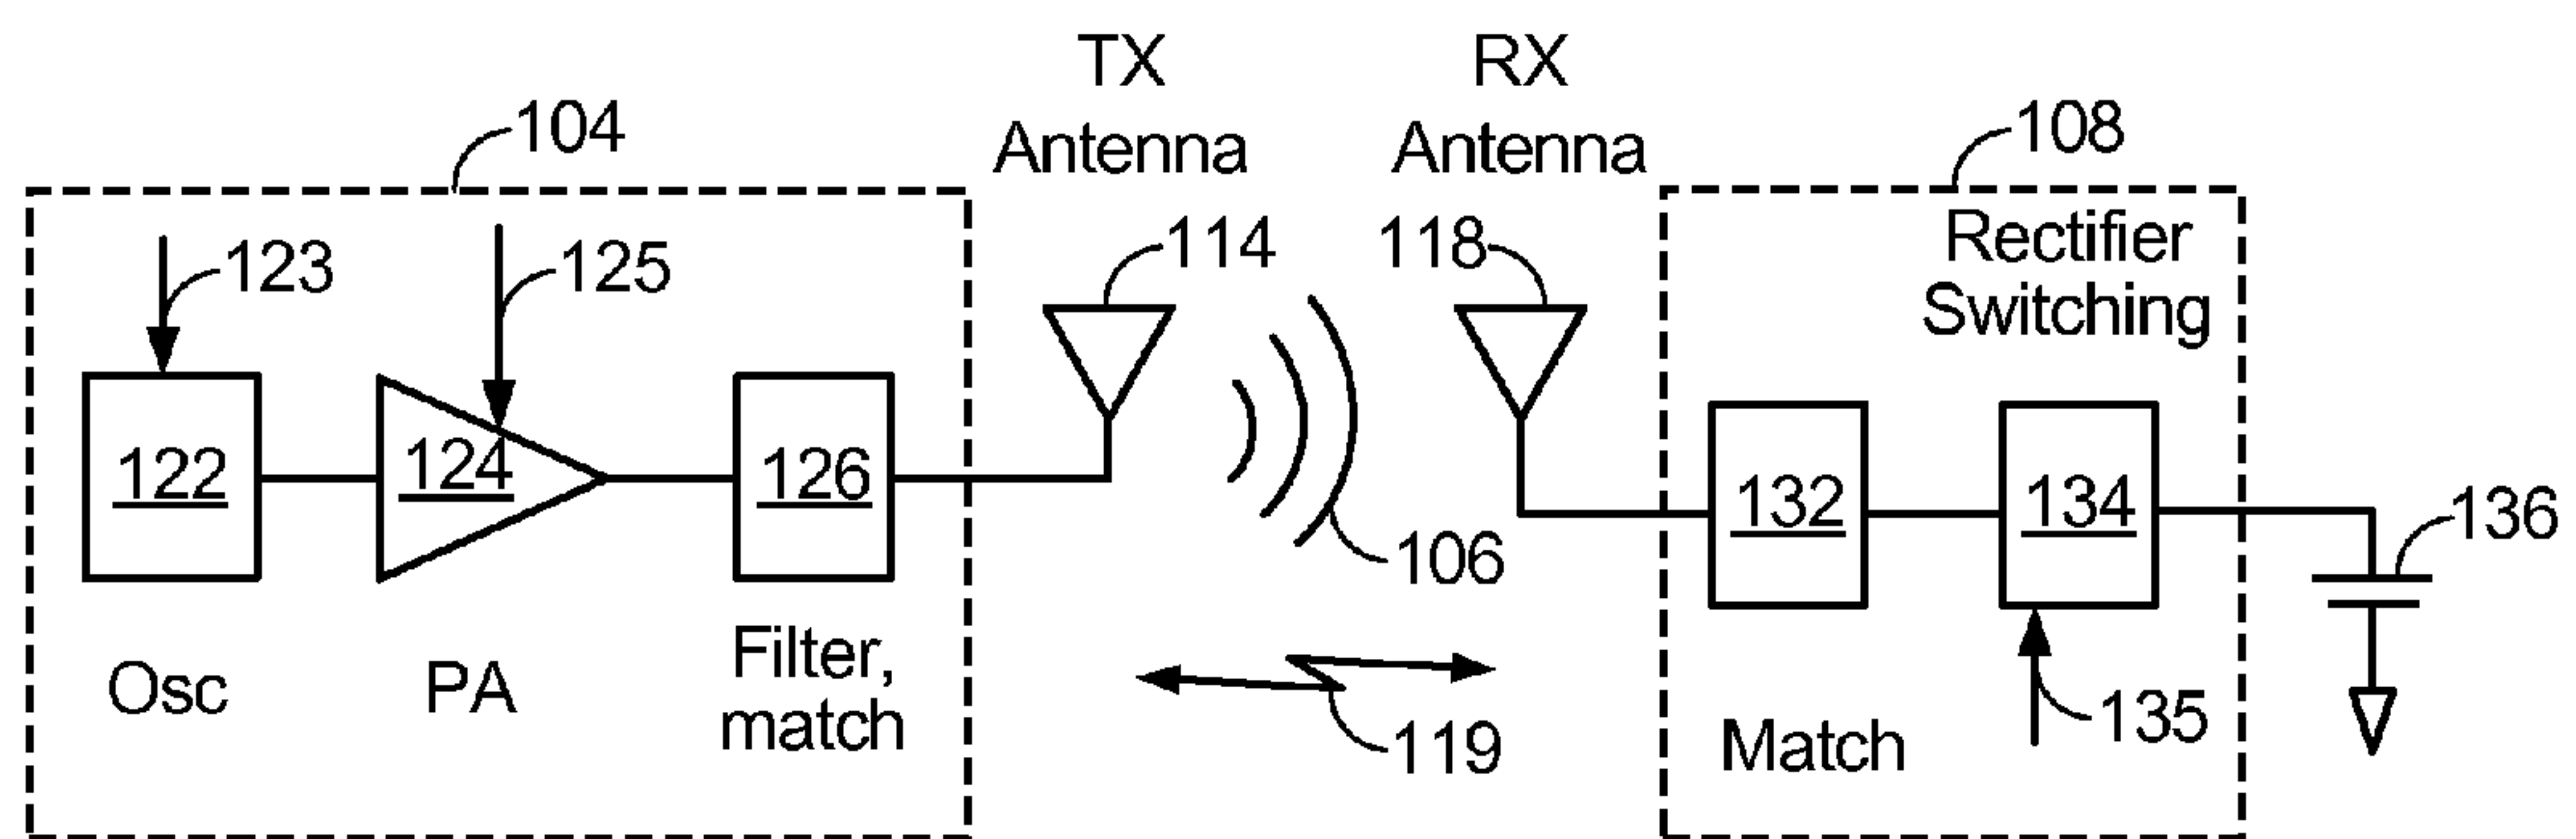 TX
Antenna
RX
Antenna
104
108
123
125
114
118
Rectifier
Switching
122
124
126
106
132
134
136
Osc
PA
Filter,
match
119
Match
135